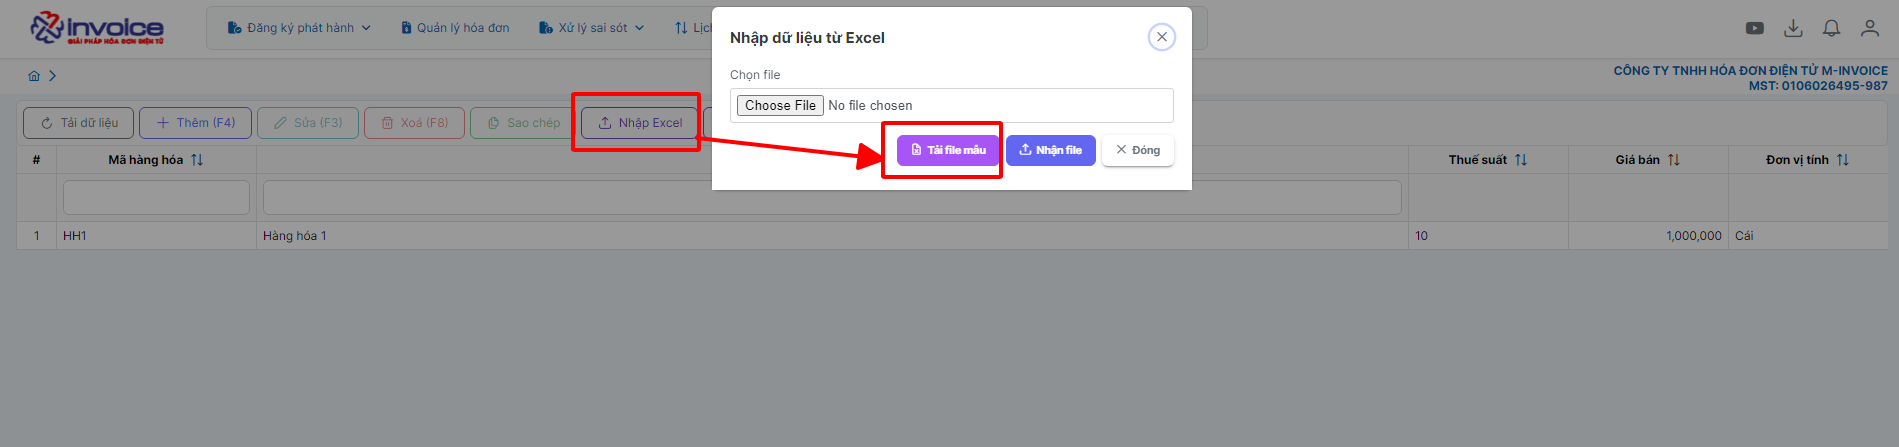 invoice
GIẢI PHÁP HÓA ĐƠN ĐIỆN TỬ
Đăng ký phát hành
Quản lý hóa đơn
Xử lý sai sót
Lịch
CÔNG TY TNHH HÓA ĐƠN ĐIỆN TỬ M-INVOICE
MST: 0106026495-987
Nhập dữ liệu từ Excel
Chọn file
Choose File No file chosen
Tải file mẫu
Nhận file
Đóng
Tải dữ liệu
Thêm (F4)
Sửa (F3)
Xoá (F8)
Sao chép
Nhập Excel
# Mã hàng hóa Thuế suất Giá bán Đơn vị tính
1 HH1 Hàng hóa 1 10 1,000,000 Cái